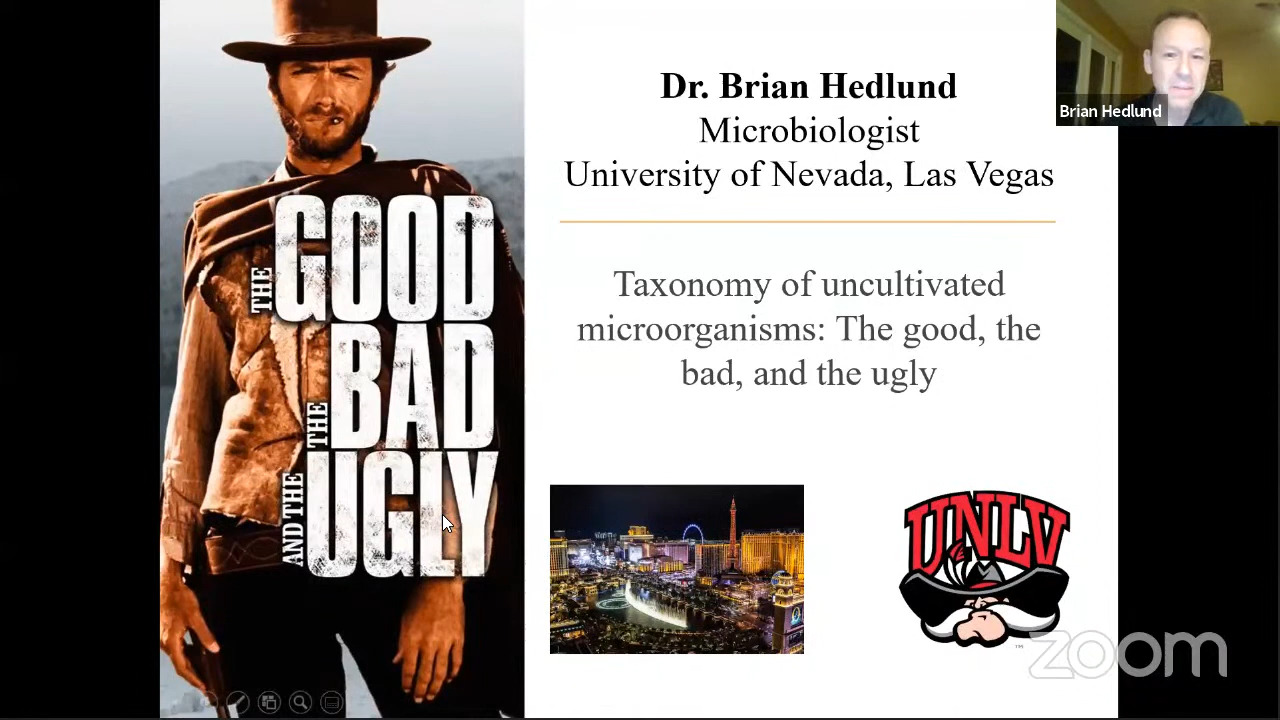 THE GOOD
THE BAD
AND THE UGLY
Dr. Brian Hedlund
Microbiologist
University of Nevada, Las Vegas
Taxonomy of uncultivated
microorganisms: The good, the
bad, and the ugly
Brian Hedlund
UNLV
TM
zoom